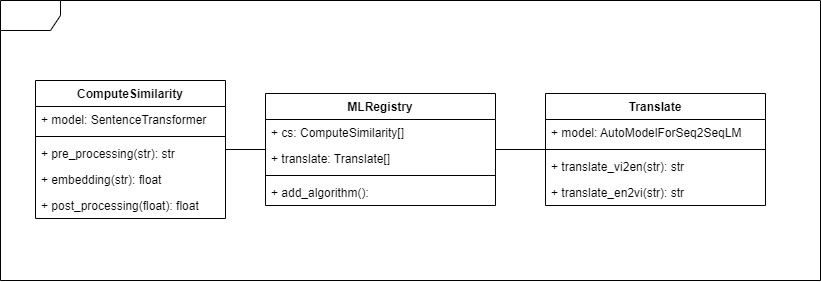 ComputeSimilarity
+ model: SentenceTransformer
+ pre_processing(str): str
+ embedding(str): float
+ post_processing(float): float
MLRegistry
+ cs: ComputeSimilarity[]
+ translate: Translate[]
+ add_algorithm():
Translate
+ model: AutoModelForSeq2SeqLM
+ translate_vi2en(str): str
+ translate_en2vi(str): str